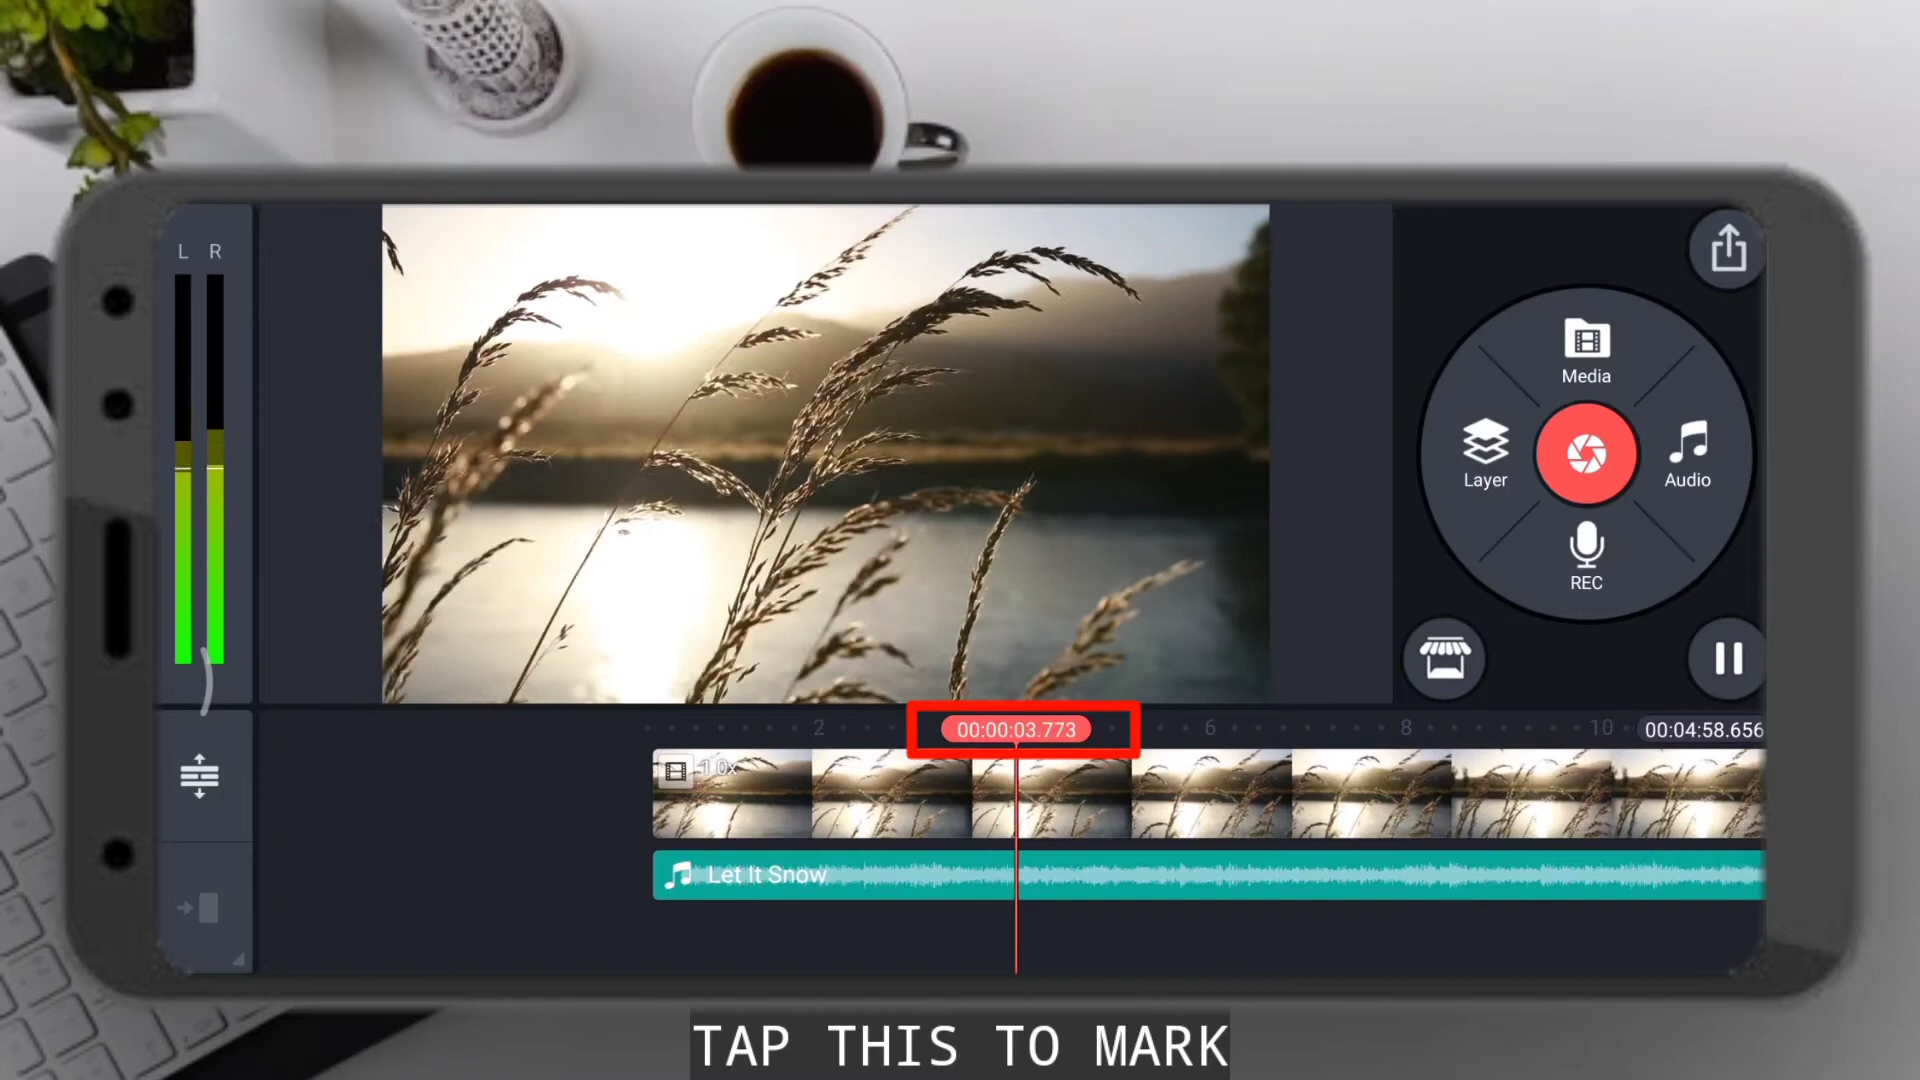 L R
Media
Layer
Audio
REC
2
00:00:03.773
6
8
10
00:04:58.656
1.0x
Let It Snow
TAP THIS TO MARK